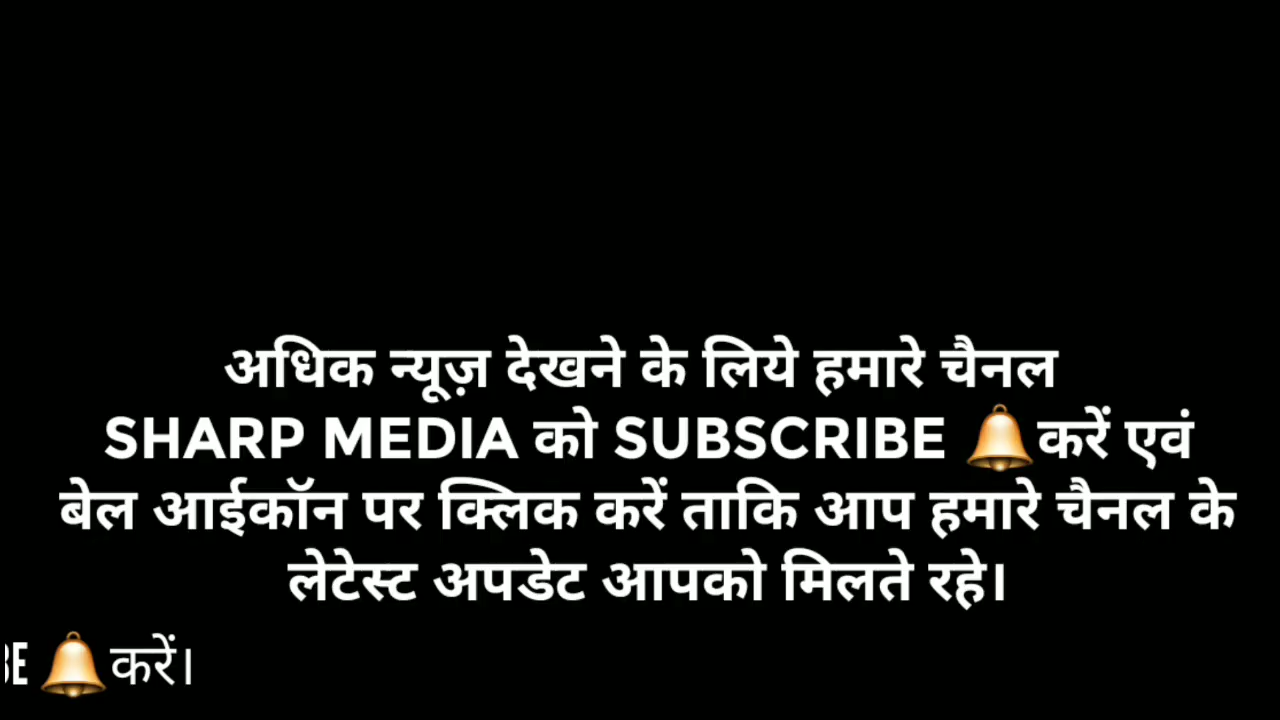 अधिक न्यूज़ देखने के लिये हमारे चैनल
SHARP MEDIA को SUBSCRIBE 🔔करें एवं
बेल आईकॉन पर क्लिक करें ताकि आप हमारे चैनल के
लेटेस्ट अपडेट आपको मिलते रहे।
🔔करें।